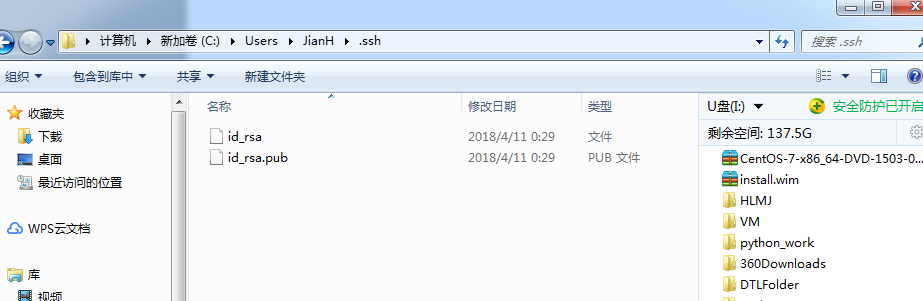 计算机 新加卷 (C:) Users JianH .ssh 搜索 .ssh
组织 包含到库中 共享 新建文件夹
收藏夹
下载
桌面
最近访问的位置
WPS云文档
库
视频
名称 修改日期 类型
id_rsa 2018/4/11 0:29 文件
id_rsa.pub 2018/4/11 0:29 PUB 文件
U盘(I:) 安全防护已开启
剩余空间: 137.5G
CentOS-7-x86_64-DVD-1503-0...
install.wim
HLMJ
VM
python_work
360Downloads
DTLFolder